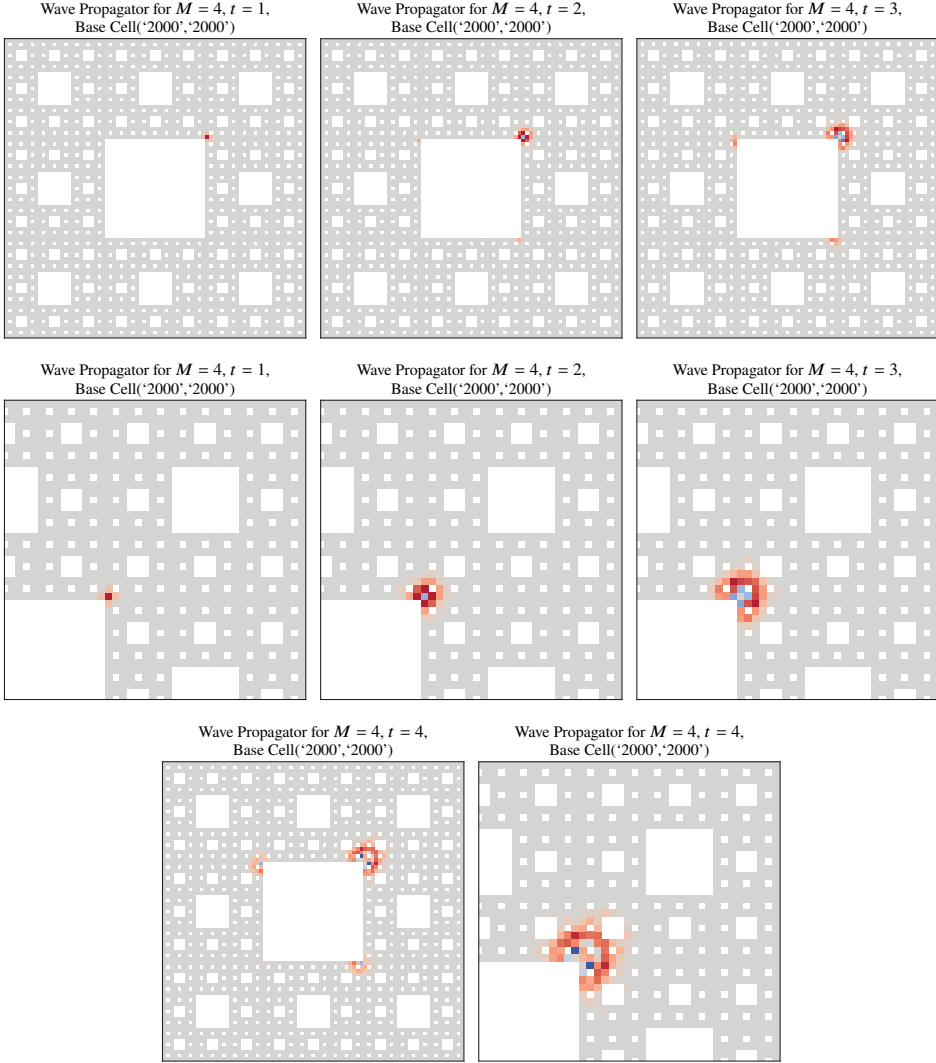 Wave Propagator for M = 4, t = 1,
Base Cell(‘2000’,‘2000’)
Wave Propagator for M = 4, t = 2,
Base Cell(‘2000’,‘2000’)
Wave Propagator for M = 4, t = 3,
Base Cell(‘2000’,‘2000’)
Wave Propagator for M = 4, t = 1,
Base Cell(‘2000’,‘2000’)
Wave Propagator for M = 4, t = 2,
Base Cell(‘2000’,‘2000’)
Wave Propagator for M = 4, t = 3,
Base Cell(‘2000’,‘2000’)
Wave Propagator for M = 4, t = 4,
Base Cell(‘2000’,‘2000’)
Wave Propagator for M = 4, t = 4,
Base Cell(‘2000’,‘2000’)